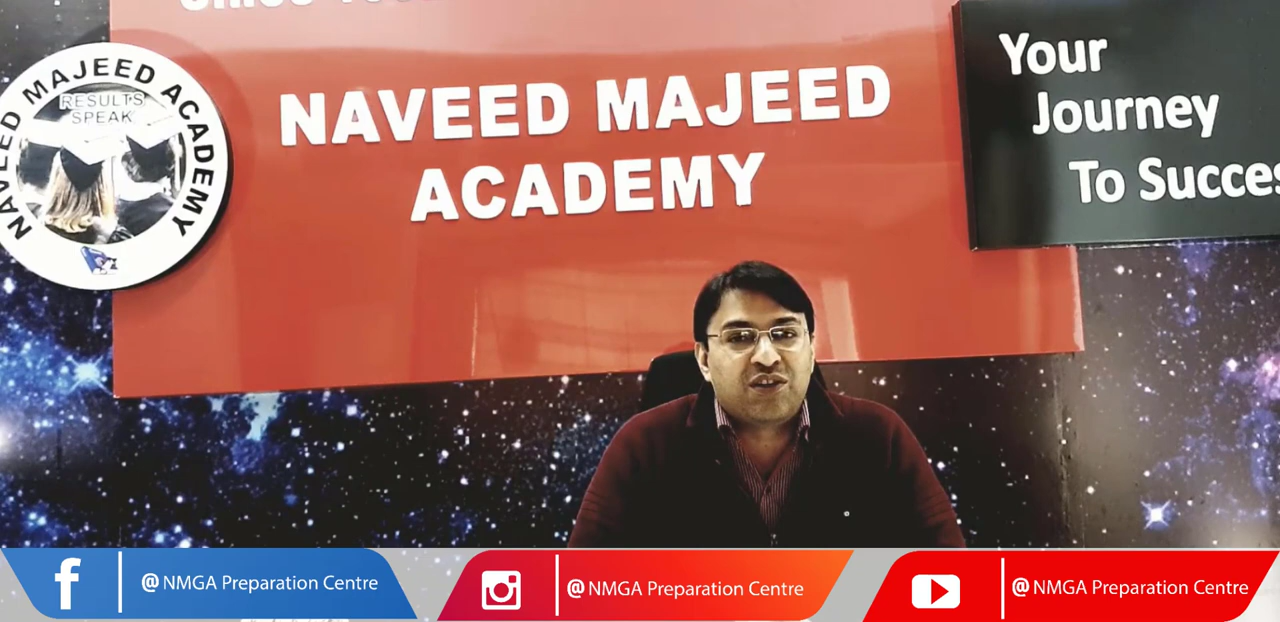 NAVEED MAJEED ACADEMY
RESULTS
SPEAK
NAVEED MAJEED
ACADEMY
Your
Journey
To
@NMGA Preparation Centre
@NMGA Preparation Centre
@NMGA Preparation Centre